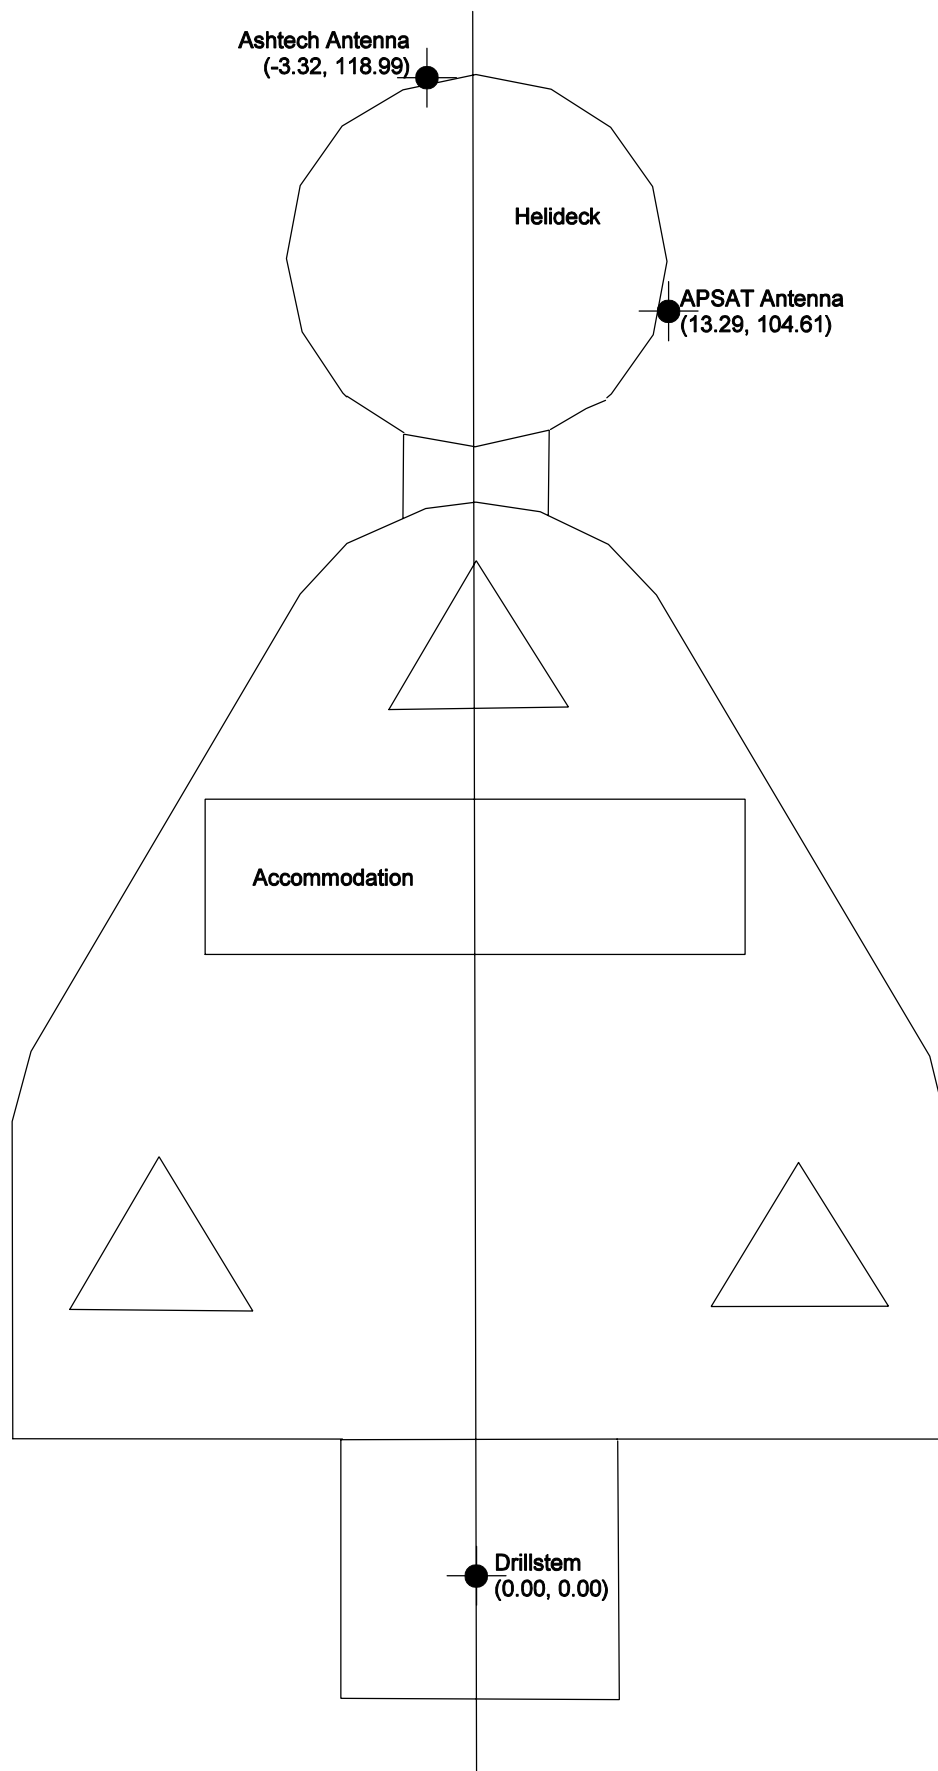 Ashtech Antenna
(-3.32, 118.99)
Helideck
APSAT Antenna
(13.29, 104.61)
Accommodation
Drillstem
(0.00, 0.00)